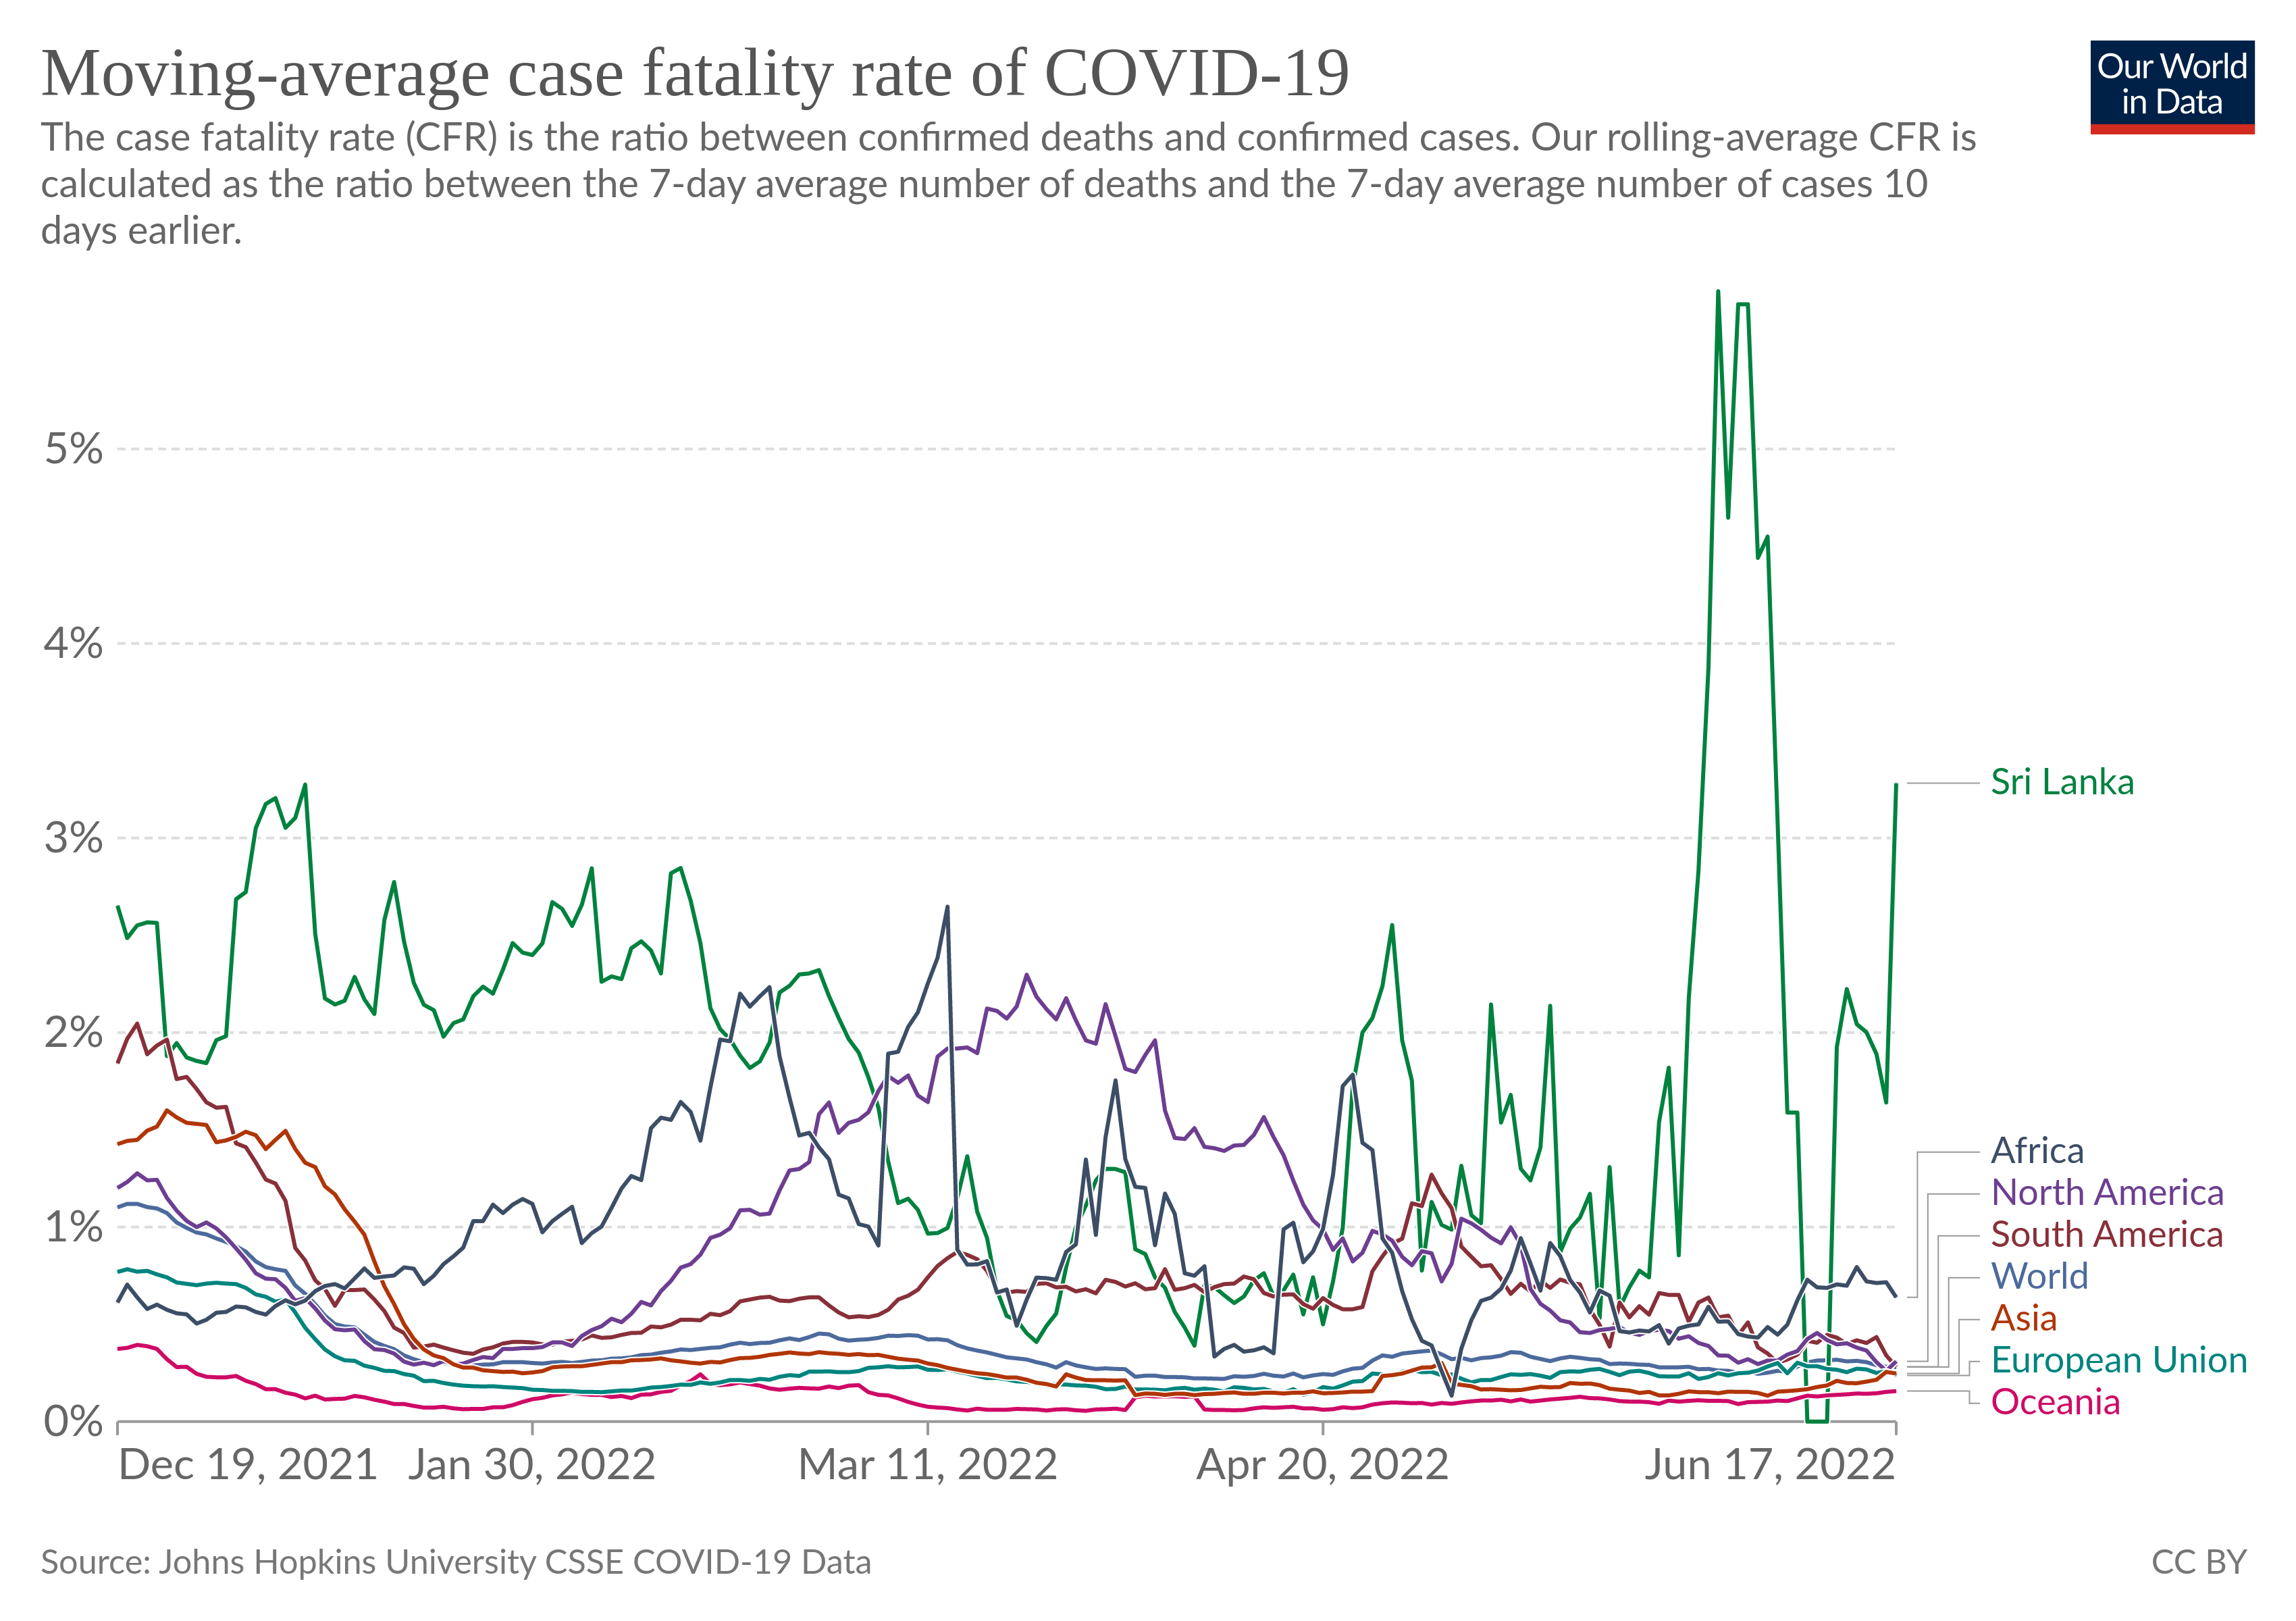 Moving-average case fatality rate of COVID-19
Our World
in Data
The case fatality rate (CFR) is the ratio between confirmed deaths and confirmed cases. Our rolling-average CFR is
calculated as the ratio between the 7-day average number of deaths and the 7-day average number of cases 10
days earlier.
5%
4%
3%
2%
1%
0%
Sri Lanka
Africa
North America
South America
World
Asia
European Union
Oceania
Dec 19, 2021 Jan 30, 2022 Mar 11, 2022 Apr 20, 2022 Jun 17, 2022
Source: Johns Hopkins University CSSE COVID-19 Data
CC BY